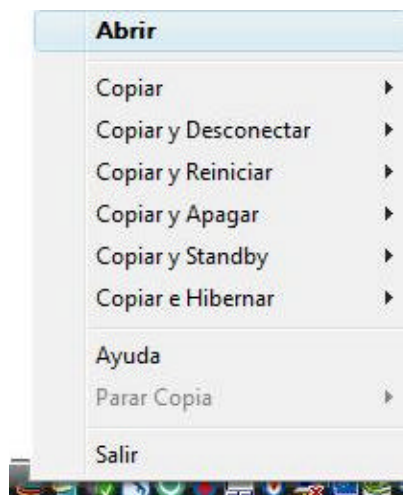 Abrir
Copiar
Copiar y Desconectar
Copiar y Reiniciar
Copiar y Apagar
Copiar y Standby
Copiar e Hibernar
Ayuda
Parar Copia
Salir